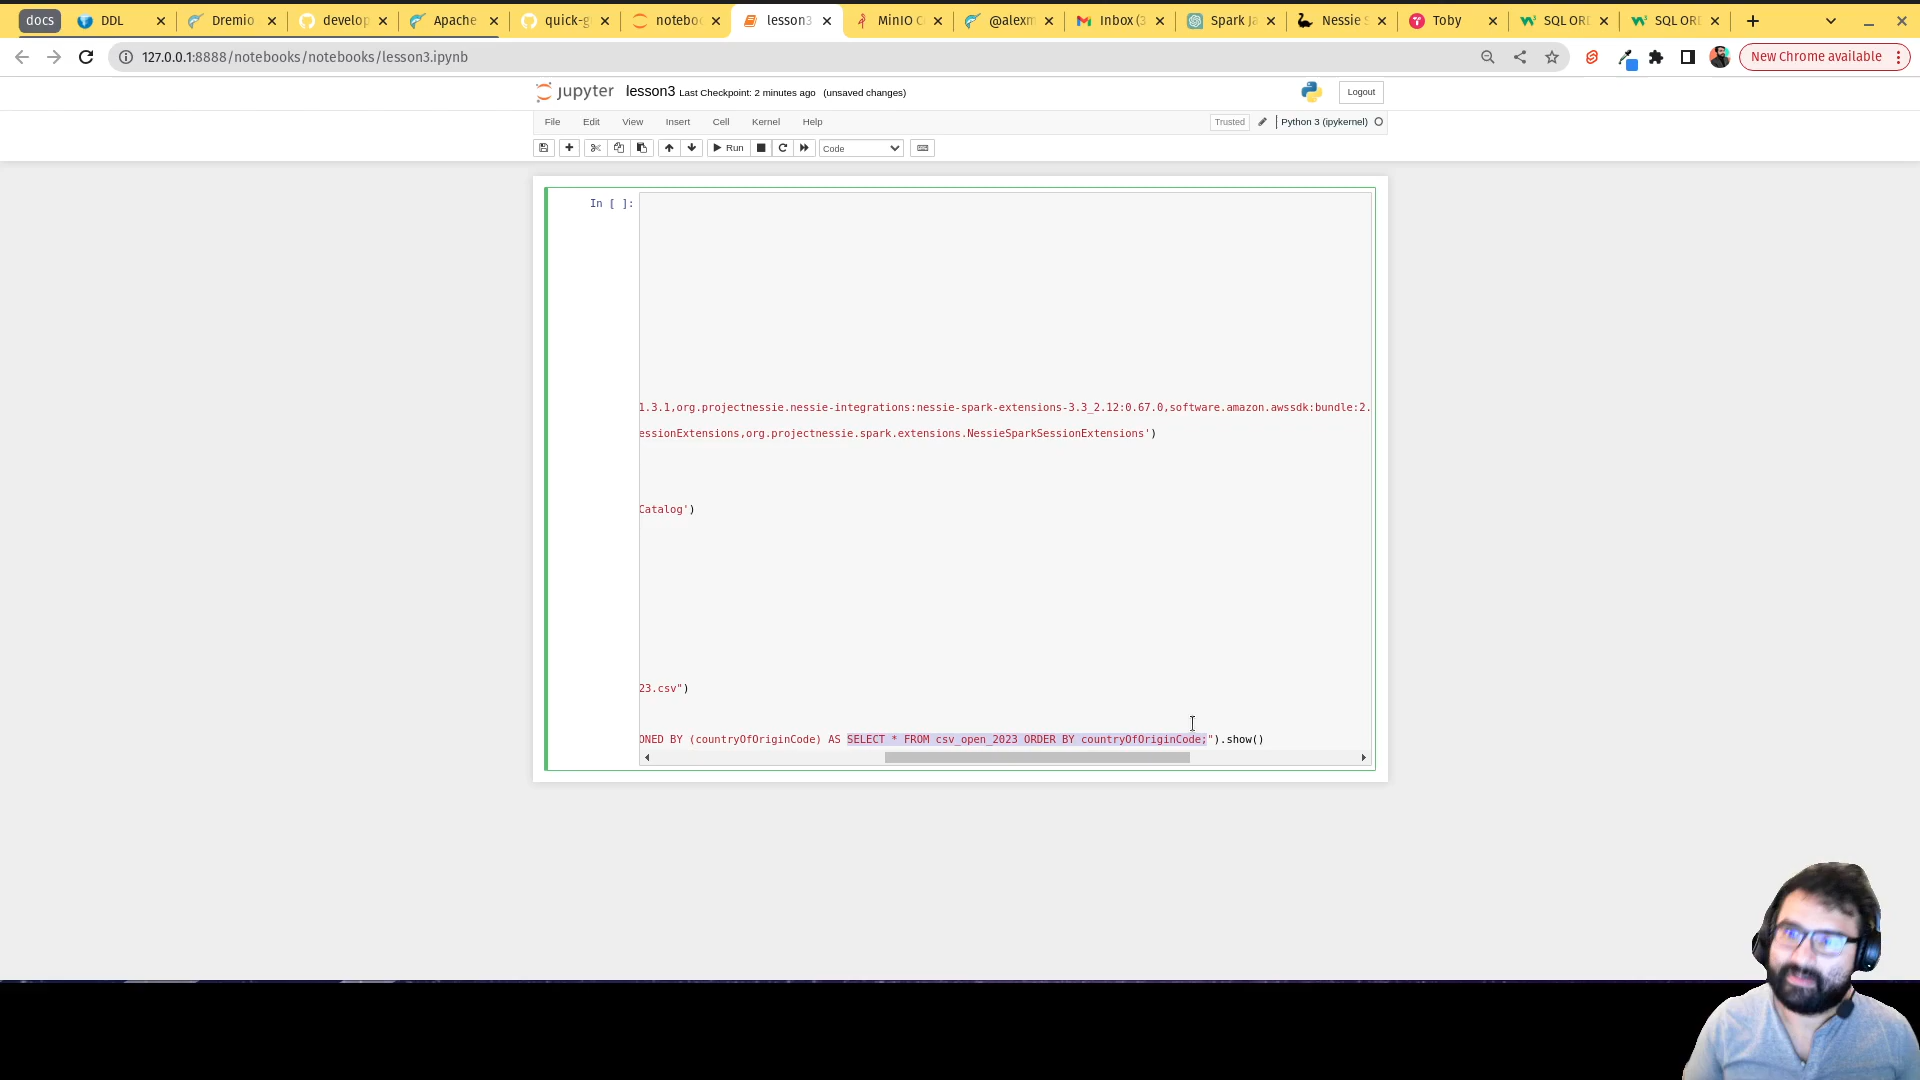 docs
DDL
Dremio
develop
Apache
quick-g
notebo
lesson3
MinIO C
@alexm
Inbox (3
Spark Ja
Nessie S
Toby
SQL ORD
SQL ORD
127.0.0.1:8888/notebooks/notebooks/lesson3.ipynb
New Chrome available
jupyter lesson3 Last Checkpoint: 2 minutes ago (unsaved changes)
Logout
File Edit View Insert Cell Kernel Help
Trusted Python 3 (ipykernel)
Run Code
In [ ]:
1.3.1,org.projectnessie.nessie-integrations:nessie-spark-extensions-3.3_2.12:0.67.0,software.amazon.awssdk:bundle:2.
essionExtensions,org.projectnessie.spark.extensions.NessieSparkSessionExtensions')
Catalog')
23.csv")
ONED BY (countryOfOriginCode) AS SELECT * FROM csv_open_2023 ORDER BY countryOfOriginCode;").show()